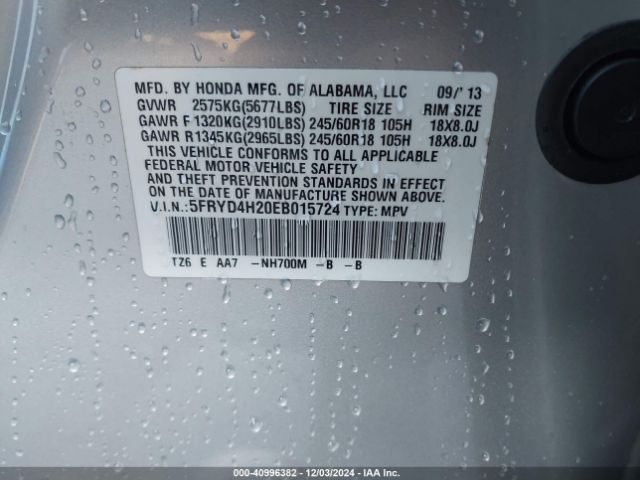 MFD. BY HONDA MFG. OF ALABAMA, LLC 09/' 13
GVWR 2575KG(5677LBS) TIRE SIZE RIM SIZE
GAWR F 1320KG(2910LBS) 245/60R18 105H 18X8.0J
GAWR R1345KG(2965LBS) 245/60R18 105H 18X8.0J
THIS VEHICLE CONFORMS TO ALL APPLICABLE
FEDERAL MOTOR VEHICLE SAFETY
AND THEFT PREVENTION STANDARDS IN EFFECT
ON THE DATE OF MANUFACTURE SHOWN ABOVE.
V.I.N.:5FRYD4H20EB015724 TYPE: MPV
TZ6 E AA7 -NH700M -B -B
000-40996382 - 12/03/2024 - IAA Inc.